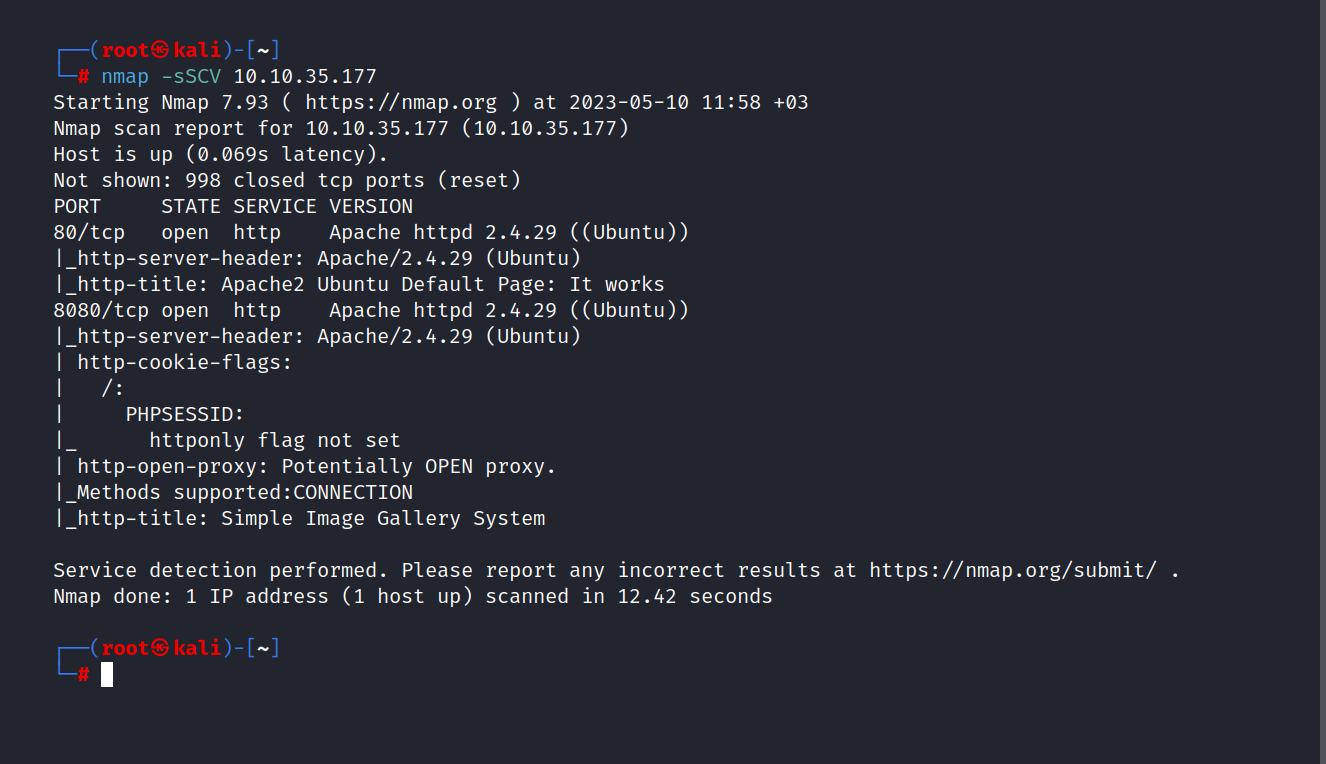 ┌──(root㉿kali)-[~]
└─# nmap -sSCV 10.10.35.177
Starting Nmap 7.93 ( https://nmap.org ) at 2023-05-10 11:58 +03
Nmap scan report for 10.10.35.177 (10.10.35.177)
Host is up (0.069s latency).
Not shown: 998 closed tcp ports (reset)
PORT     STATE SERVICE VERSION
80/tcp   open  http    Apache httpd 2.4.29 ((Ubuntu))
|_http-server-header: Apache/2.4.29 (Ubuntu)
|_http-title: Apache2 Ubuntu Default Page: It works
8080/tcp open  http    Apache httpd 2.4.29 ((Ubuntu))
|_http-server-header: Apache/2.4.29 (Ubuntu)
| http-cookie-flags:
|   /:
|     PHPSESSID:
|_      httponly flag not set
| http-open-proxy: Potentially OPEN proxy.
|_Methods supported:CONNECTION
|_http-title: Simple Image Gallery System
Service detection performed. Please report any incorrect results at https://nmap.org/submit/ .
Nmap done: 1 IP address (1 host up) scanned in 12.42 seconds
┌──(root㉿kali)-[~]
└─#